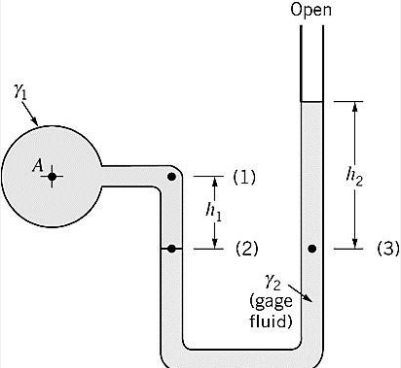 Open
γ₁
A
(1)
h₁
h₂
(2)
(3)
γ₂
(gage
fluid)